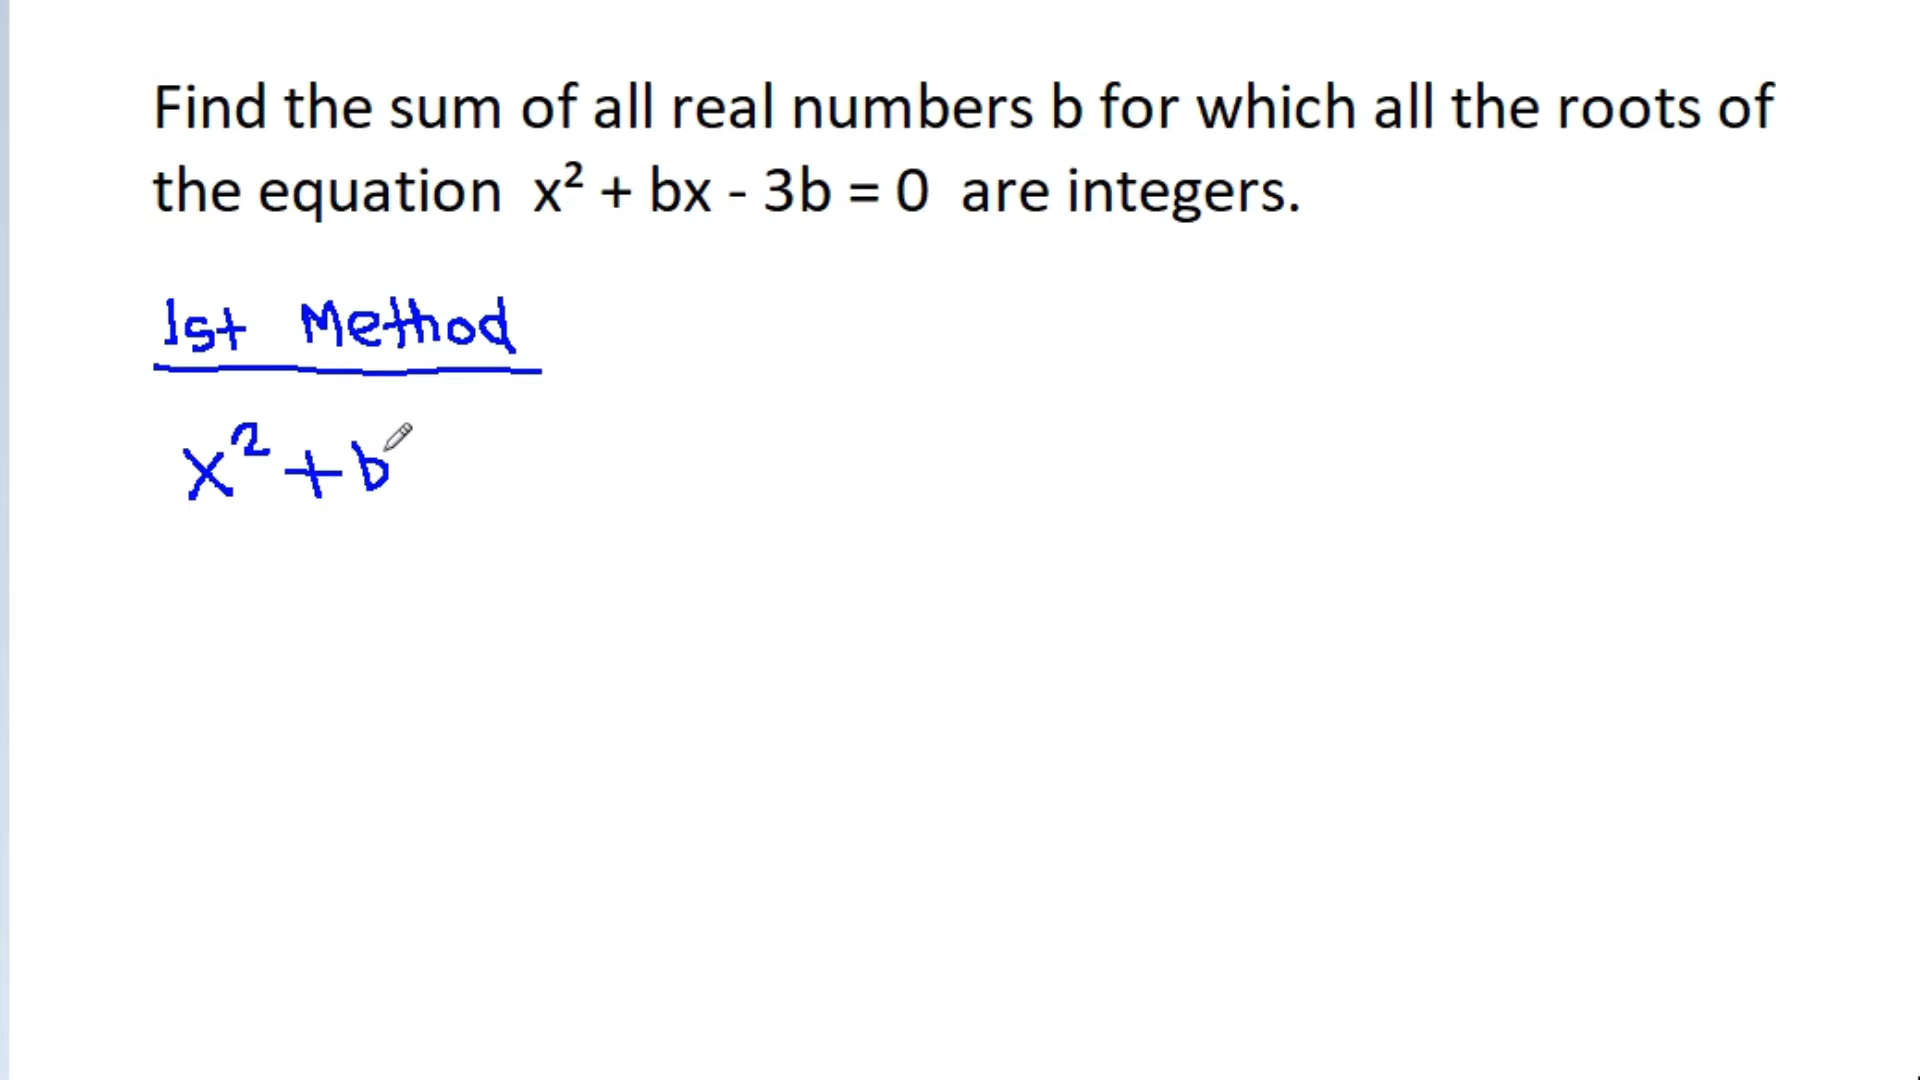 Find the sum of all real numbers b for which all the roots of
the equation x² + bx - 3b = 0 are integers.
1st Method
x² + b